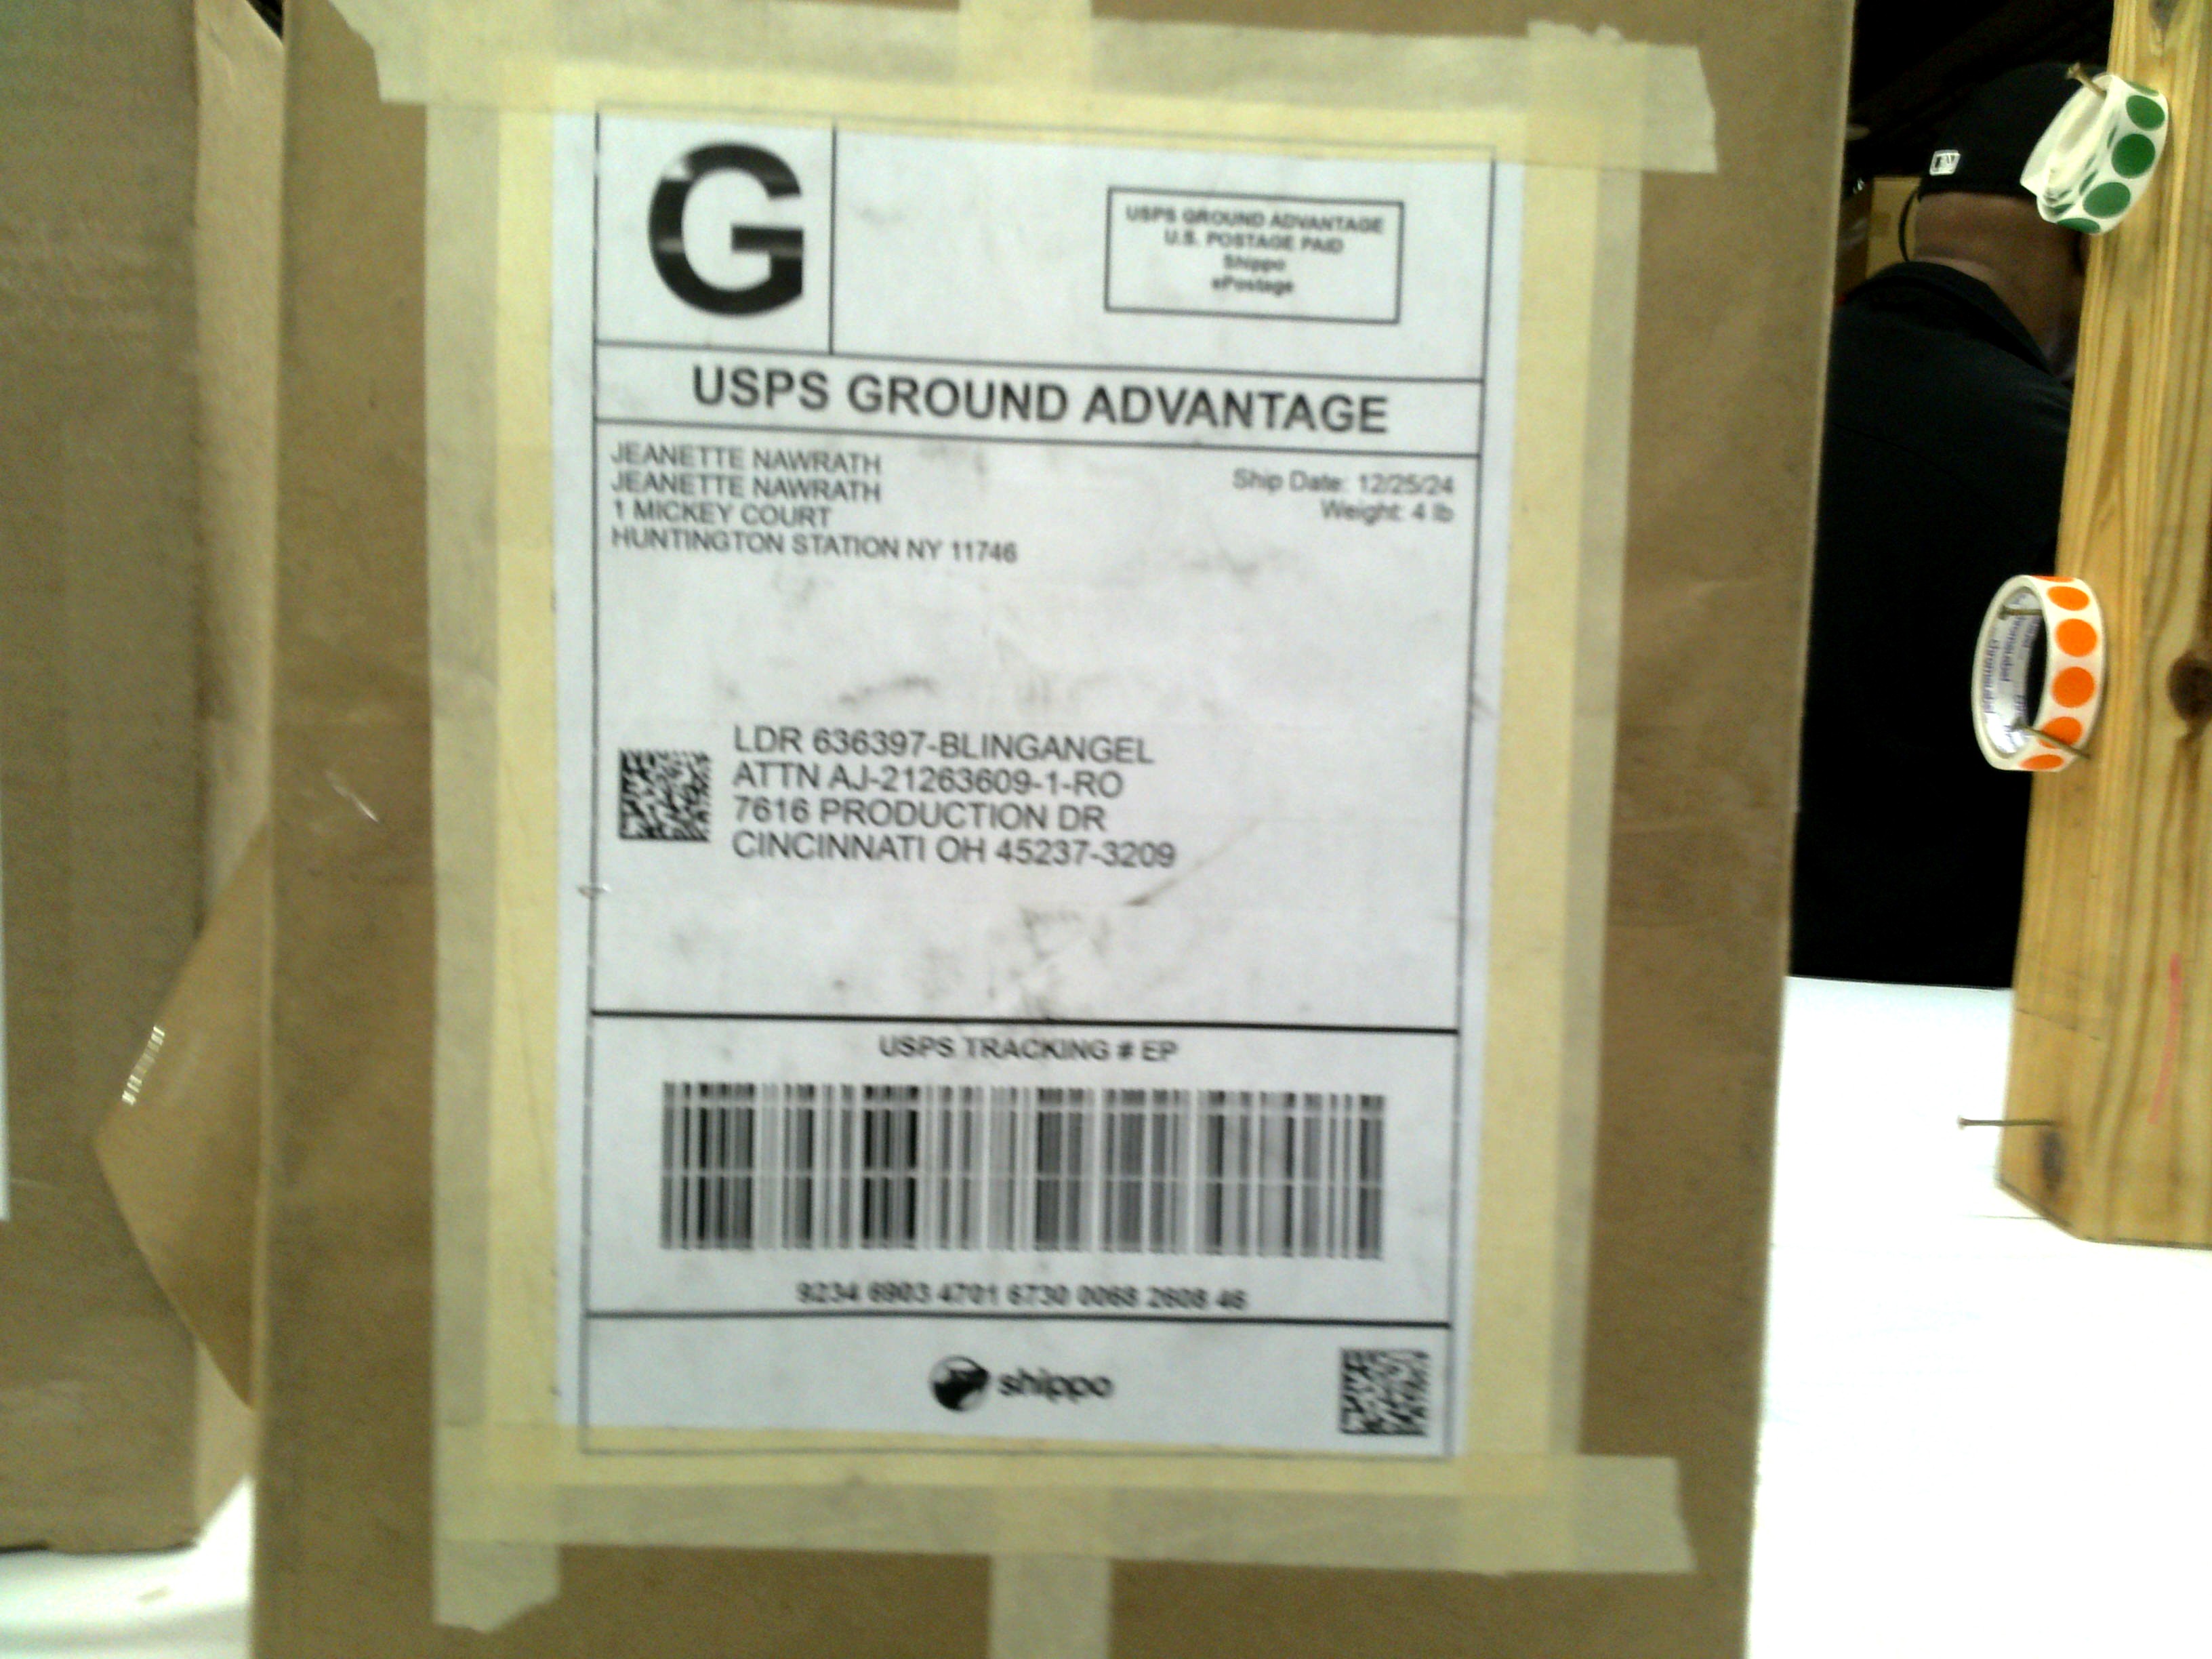 G
USPS GROUND ADVANTAGE
U.S. POSTAGE PAID
Shippo
ePostage
USPS GROUND ADVANTAGE
JEANETTE NAWRATH
JEANETTE NAWRATH
1 MICKEY COURT
HUNTINGTON STATION NY 11746
Ship Date: 12/25/24
Weight: 4 lb
LDR 636397-BLINGANGEL
ATTN AJ-21263609-1-RO
7616 PRODUCTION DR
CINCINNATI OH 45237-3209
USPS TRACKING # EP
9234 6903 4701 6730 0068 2608 46
shippo